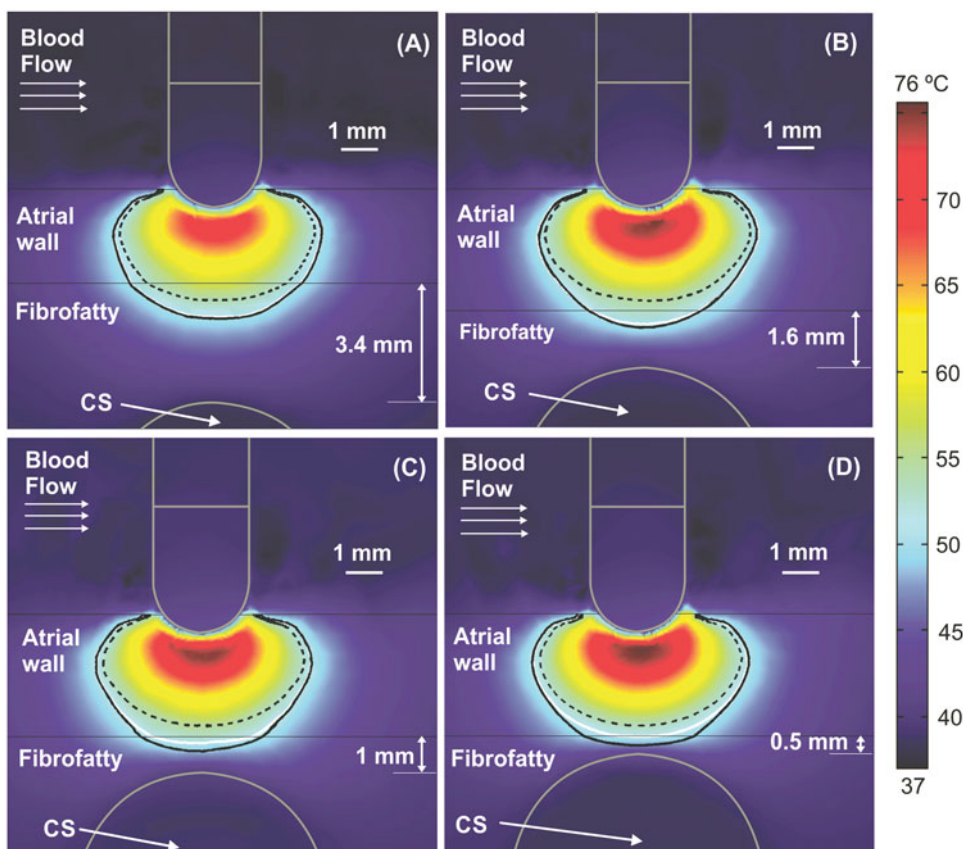 Blood
Flow
(A)
1 mm
Atrial
wall
Fibrofatty
3.4 mm
CS
Blood
Flow
(B)
1 mm
Atrial
wall
Fibrofatty
1.6 mm
CS
Blood
Flow
(C)
1 mm
Atrial
wall
Fibrofatty
1 mm
CS
Blood
Flow
(D)
1 mm
Atrial
wall
Fibrofatty
0.5 mm
CS
76 ºC
70
65
60
55
50
45
40
37